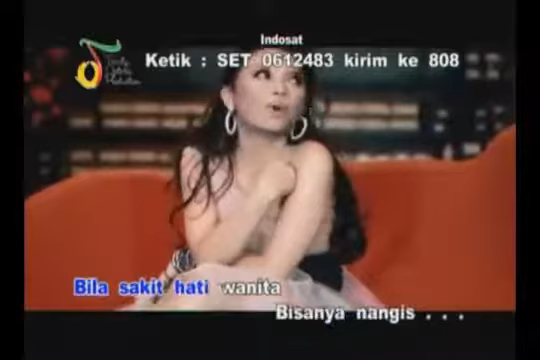 Indosat
Ketik : SET 0612483 kirim ke 808
Bila sakit hati wanita
Bisanya nangis . . .